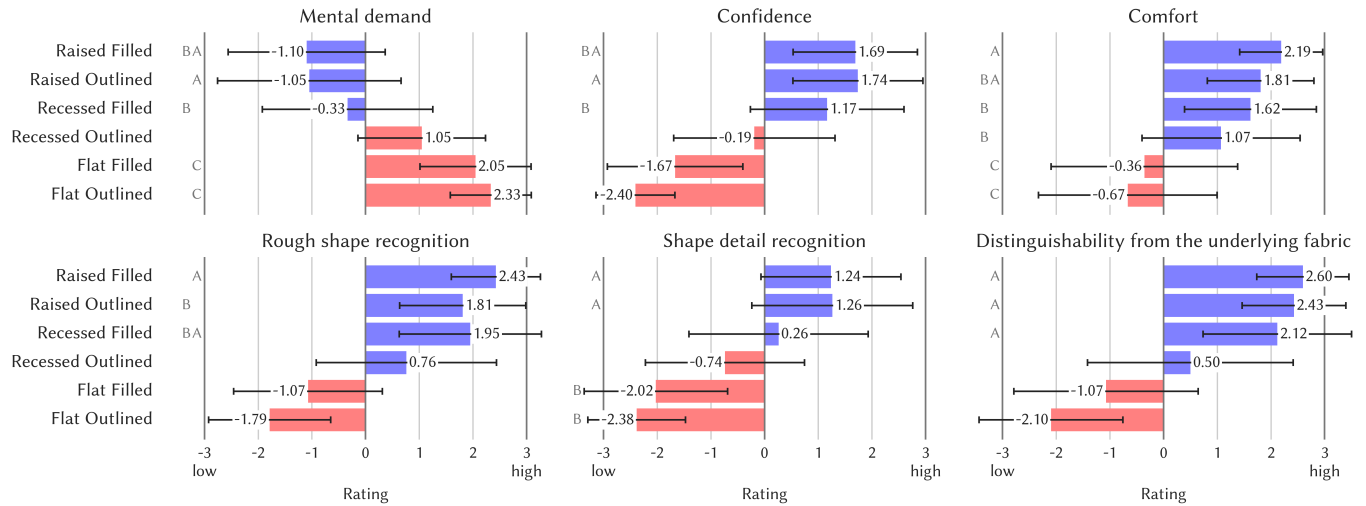 Mental demand Confidence Comfort
Raised Filled BA -1.10 BA 1.69 A 2.19
Raised Outlined A -1.05 A 1.74 BA 1.81
Recessed Filled B -0.33 B 1.17 B 1.62
Recessed Outlined 1.05 -0.19 B 1.07
Flat Filled C 2.05 -1.67 C -0.36
Flat Outlined C 2.33 -2.40 C -0.67
Rough shape recognition Shape detail recognition Distinguishability from the underlying fabric
Raised Filled A 2.43 A 1.24 A 2.60
Raised Outlined B 1.81 A 1.26 A 2.43
Recessed Filled BA 1.95 0.26 A 2.12
Recessed Outlined 0.76 -0.74 0.50
Flat Filled -1.07 B -2.02 -1.07
Flat Outlined -1.79 B -2.38 -2.10
-3 -2 -1 0 1 2 3 -3 -2 -1 0 1 2 3 -3 -2 -1 0 1 2 3
low high low high low high
Rating Rating Rating